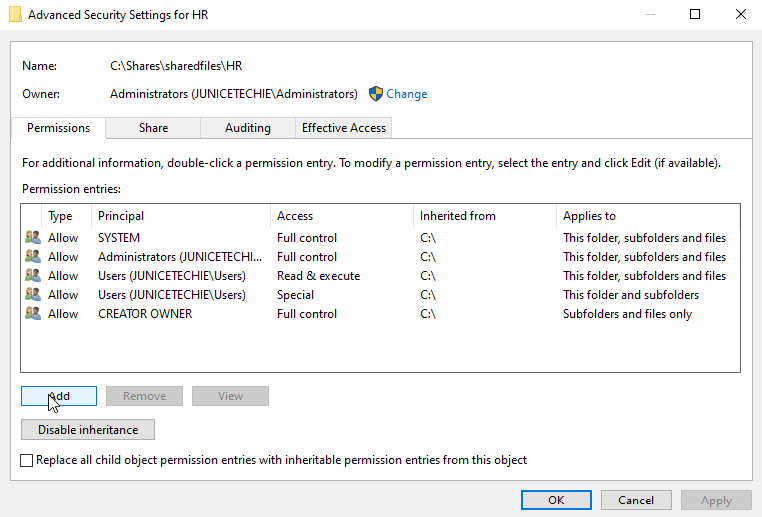 Advanced Security Settings for HR
Name: C:\Shares\sharedfiles\HR
Owner: Administrators (JUNICETECHIE\Administrators) Change
Permissions Share Auditing Effective Access
For additional information, double-click a permission entry. To modify a permission entry, select the entry and click Edit (if available).
Permission entries:
Type Principal Access Inherited from Applies to
Allow SYSTEM Full control C:\ This folder, subfolders and files
Allow Administrators (JUNICETECHI... Full control C:\ This folder, subfolders and files
Allow Users (JUNICETECHIE\Users) Read & execute C:\ This folder, subfolders and files
Allow Users (JUNICETECHIE\Users) Special C:\ This folder and subfolders
Allow CREATOR OWNER Full control C:\ Subfolders and files only
Add Remove View
Disable inheritance
Replace all child object permission entries with inheritable permission entries from this object
OK Cancel Apply